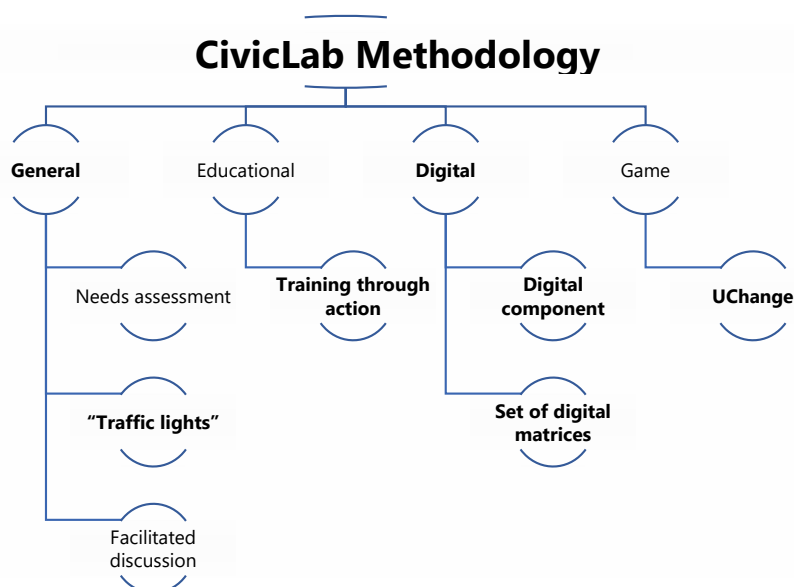 CivicLab Methodology
General
Educational
Digital
Game
Needs assessment
Training through
action
Digital
component
UChange
“Traffic lights”
Set of digital
matrices
Facilitated
discussion